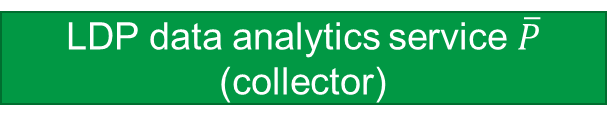 LDP data analytics service P̅
(collector)